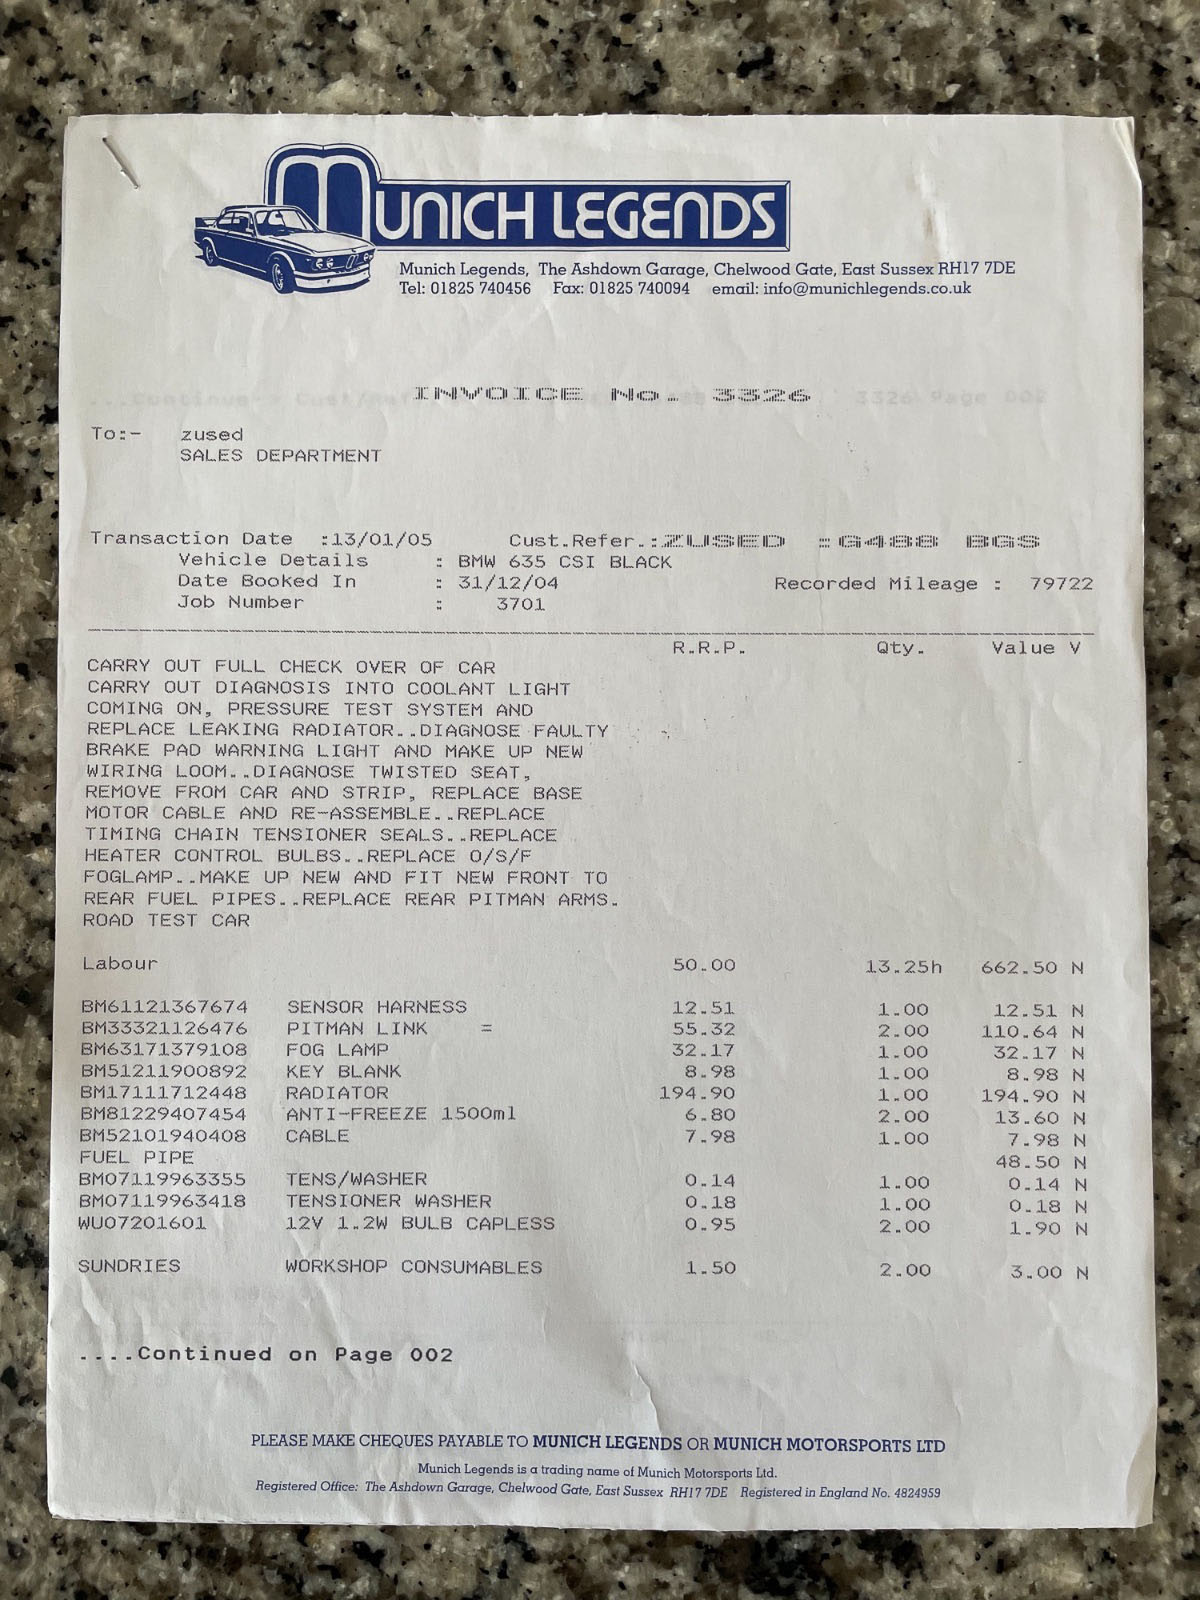 MUNICH LEGENDS
Munich Legends, The Ashdown Garage, Chelwood Gate, East Sussex RH17 7DE
Tel: 01825 740456 Fax: 01825 740094 email: info@munichlegends.co.uk
INVOICE No. 3326
To:- zused
SALES DEPARTMENT
Transaction Date :13/01/05 Cust.Refer.:ZUSED :G488 BGS
Vehicle Details : BMW 635 CSI BLACK
Date Booked In : 31/12/04 Recorded Mileage : 79722
Job Number : 3701
R.R.P. Qty. Value V
CARRY OUT FULL CHECK OVER OF CAR
CARRY OUT DIAGNOSIS INTO COOLANT LIGHT
COMING ON, PRESSURE TEST SYSTEM AND
REPLACE LEAKING RADIATOR..DIAGNOSE FAULTY
BRAKE PAD WARNING LIGHT AND MAKE UP NEW
WIRING LOOM..DIAGNOSE TWISTED SEAT,
REMOVE FROM CAR AND STRIP, REPLACE BASE
MOTOR CABLE AND RE-ASSEMBLE..REPLACE
TIMING CHAIN TENSIONER SEALS..REPLACE
HEATER CONTROL BULBS..REPLACE O/S/F
FOGLAMP..MAKE UP NEW AND FIT NEW FRONT TO
REAR FUEL PIPES..REPLACE REAR PITMAN ARMS.
ROAD TEST CAR
Labour 50.00 13.25h 662.50 N
BM61121367674 SENSOR HARNESS 12.51 1.00 12.51 N
BM33321126476 PITMAN LINK = 55.32 2.00 110.64 N
BM63171379108 FOG LAMP 32.17 1.00 32.17 N
BM51211900892 KEY BLANK 8.98 1.00 8.98 N
BM17111712448 RADIATOR 194.90 1.00 194.90 N
BM81229407454 ANTI-FREEZE 1500ml 6.80 2.00 13.60 N
BM52101940408 CABLE 7.98 1.00 7.98 N
FUEL PIPE 48.50 N
BM07119963355 TENS/WASHER 0.14 1.00 0.14 N
BM07119963418 TENSIONER WASHER 0.18 1.00 0.18 N
WU07201601 12V 1.2W BULB CAPLESS 0.95 2.00 1.90 N
SUNDRIES WORKSHOP CONSUMABLES 1.50 2.00 3.00 N
....Continued on Page 002
PLEASE MAKE CHEQUES PAYABLE TO MUNICH LEGENDS OR MUNICH MOTORSPORTS LTD
Munich Legends is a trading name of Munich Motorsports Ltd.
Registered Office: The Ashdown Garage, Chelwood Gate, East Sussex RH17 7DE Registered in England No. 4824959